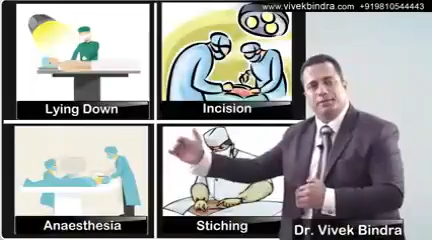 www.vivekbindra.com +919810544443
Lying Down
Incision
Anaesthesia
Stiching
Dr. Vivek Bindra